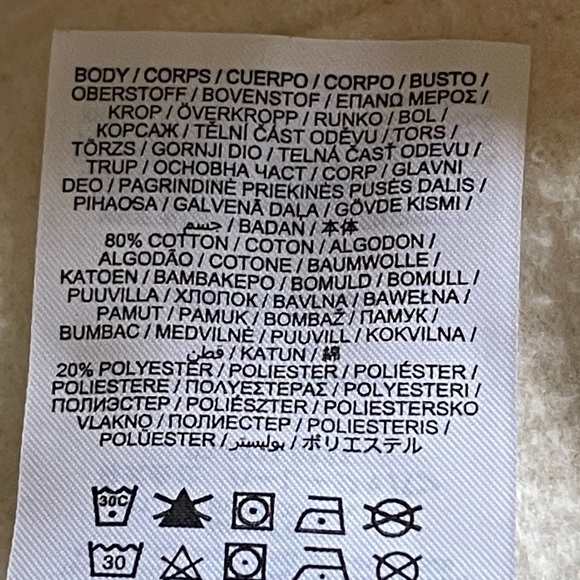 BODY / CORPS / CUERPO / CORPO / BUSTO /
OBERSTOFF / BOVENSTOF / ΕΠΑΝΩ ΜΕΡΟΣ /
KROP / ÖVERKROPP / RUNKO / BOL /
КОРСАЖ / TĚLNÍ ČÁST ODĚVU / TORS /
TÖRZS / GORNJI DIO / TELNÁ ČASŤ ODEVU /
TRUP / ОСНОВНА ЧАСТ / CORP / GLAVNI
DEO / PAGRINDINĖ PRIEKINĖS PUSĖS DALIS /
PIHAOSA / GALVENĀ DAĻA / GÖVDE KISMI /
جسم / BADAN / 本体
80% COTTON / COTON / ALGODON /
ALGODÃO / COTONE / BAUMWOLLE /
KATOEN / ΒΑΜΒΑΚΕΡΟ / BOMULD / BOMULL /
PUUVILLA / ХЛОПОК / BAVLNA / BAWEŁNA /
PAMUT / PAMUK / BOMBAŽ / ПАМУК /
BUMBAC / MEDVILNĖ / PUUVILL / KOKVILNA /
قطن / KATUN / 綿
20% POLYESTER / POLIESTER / POLIÉSTER /
POLIESTERE / ΠΟΛΥΕΣΤΕΡΑΣ / POLYESTERI /
ПОЛИЭСТЕР / POLIÉSZTER / POLIESTERSKO
VLAKNO / ПОЛИЕСТЕР / POLIESTERIS /
POLÜESTER / بوليستر / ポリエステル
30C
30